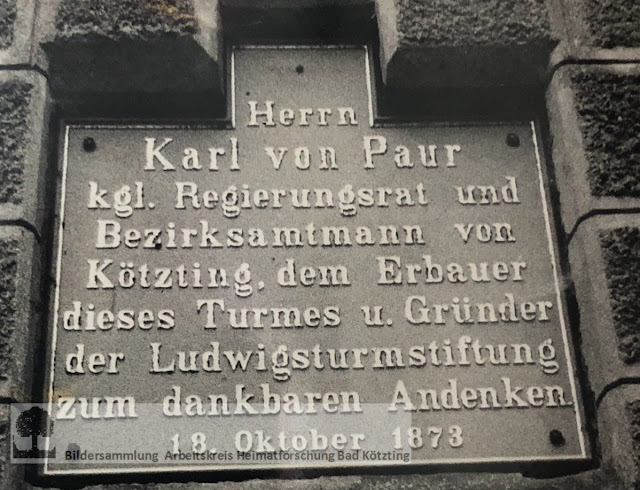 Herrn
Karl von Paur
kgl. Regierungsrat und
Bezirksamtmann von
Kötzting, dem Erbauer
dieses Turmes u. Gründer
der Ludwigsturmstiftung
zum dankbaren Andenken.
18. Oktober 1873
Bildersammlung Arbeitskreis Heimatforschung Bad Kötzting